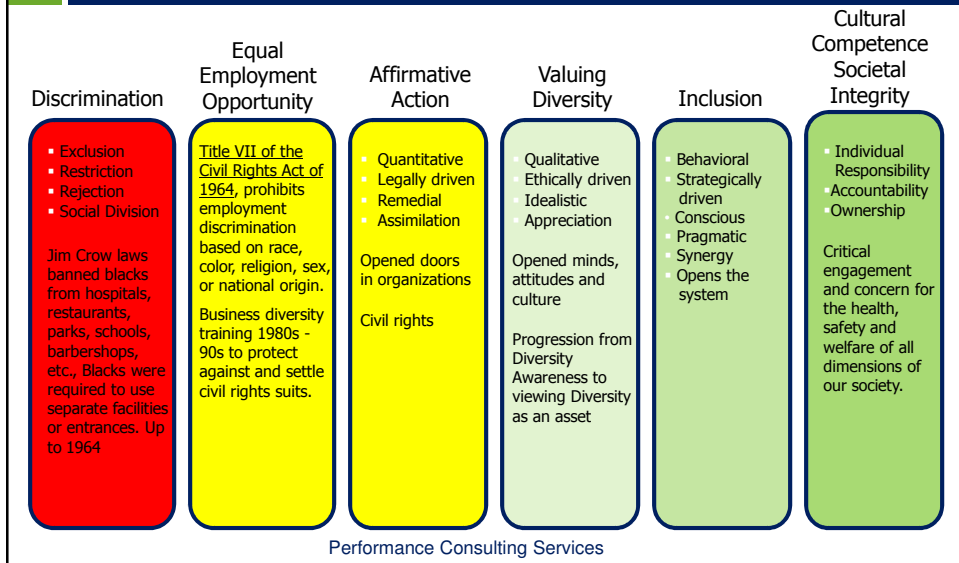 Discrimination
▪ Exclusion
▪ Restriction
▪ Rejection
▪ Social Division
Jim Crow laws
banned blacks
from hospitals,
restaurants,
parks, schools,
barbershops,
etc., Blacks were
required to use
separate facilities
or entrances. Up
to 1964
Equal
Employment
Opportunity
Title VII of the
Civil Rights Act of
1964, prohibits
employment
discrimination
based on race,
color, religion, sex,
or national origin.
Business diversity
training 1980s -
90s to protect
against and settle
civil rights suits.
Affirmative
Action
▪ Quantitative
▪ Legally driven
▪ Remedial
▪ Assimilation
Opened doors
in organizations
Civil rights
Valuing
Diversity
▪ Qualitative
▪ Ethically driven
▪ Idealistic
▪ Appreciation
Opened minds,
attitudes and
culture
Progression from
Diversity
Awareness to
viewing Diversity
as an asset
Inclusion
▪ Behavioral
▪ Strategically
driven
▪ Conscious
▪ Pragmatic
▪ Synergy
▪ Opens the
system
Cultural
Competence
Societal
Integrity
▪ Individual
Responsibility
▪Accountability
▪Ownership
Critical
engagement
and concern for
the health,
safety and
welfare of all
dimensions of
our society.
Performance Consulting Services